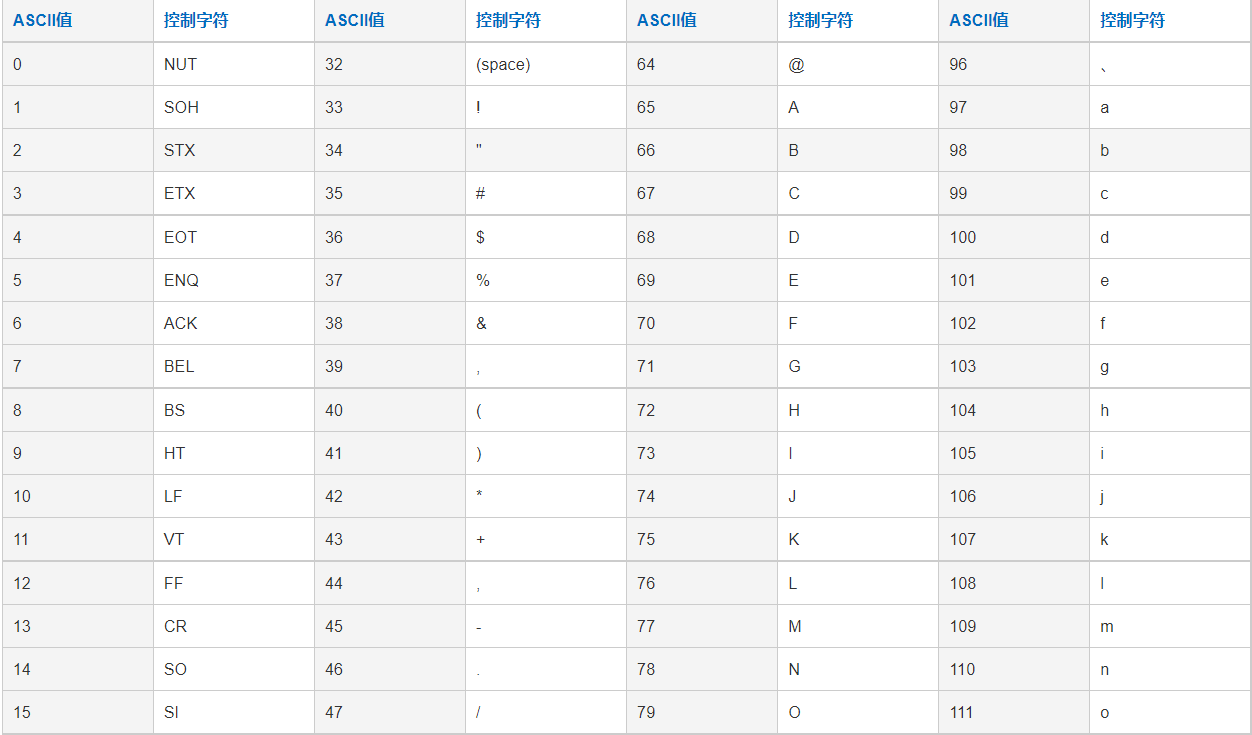 ASCII值 控制字符 ASCII值 控制字符 ASCII值 控制字符 ASCII值 控制字符
0 NUT 32 (space) 64 @ 96 、
1 SOH 33 ! 65 A 97 a
2 STX 34 " 66 B 98 b
3 ETX 35 # 67 C 99 c
4 EOT 36 $ 68 D 100 d
5 ENQ 37 % 69 E 101 e
6 ACK 38 & 70 F 102 f
7 BEL 39 , 71 G 103 g
8 BS 40 ( 72 H 104 h
9 HT 41 ) 73 I 105 i
10 LF 42 * 74 J 106 j
11 VT 43 + 75 K 107 k
12 FF 44 , 76 L 108 l
13 CR 45 - 77 M 109 m
14 SO 46 . 78 N 110 n
15 SI 47 / 79 O 111 o